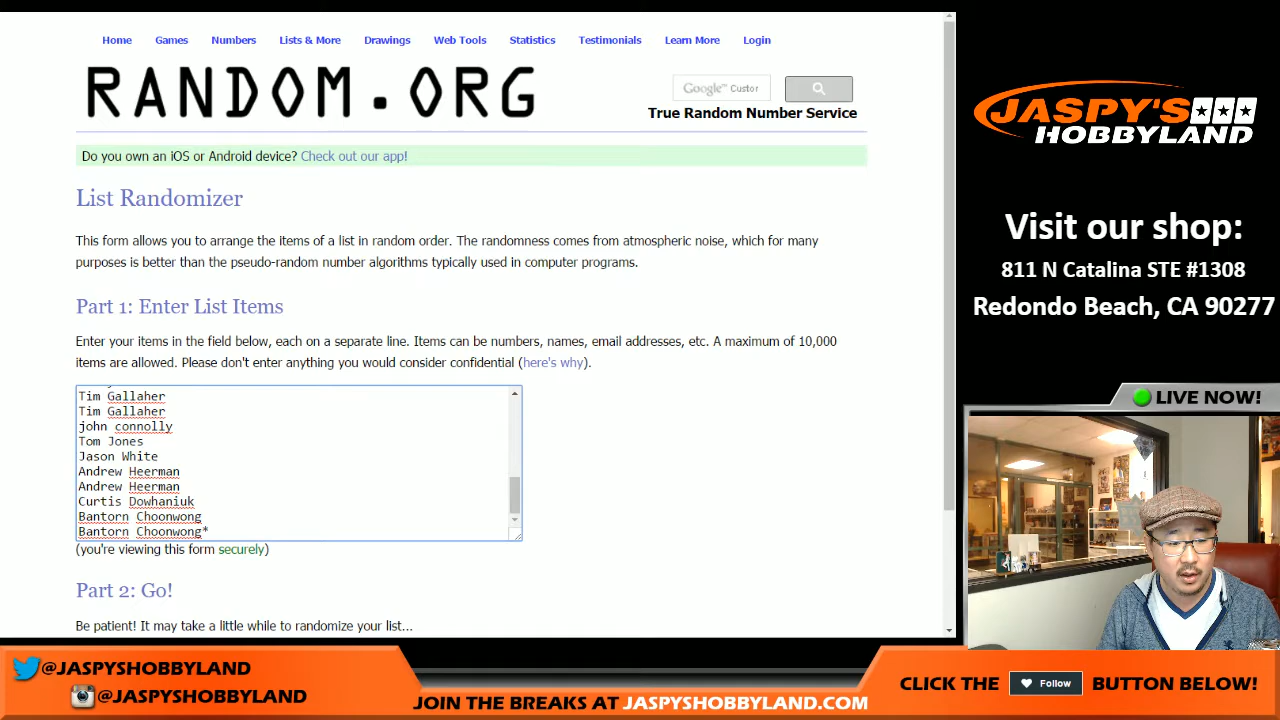 Home Games Numbers Lists & More Drawings Web Tools Statistics Testimonials Learn More Login
RANDOM.ORG
Google™ Custor
True Random Number Service
Do you own an iOS or Android device? Check out our app!
List Randomizer
This form allows you to arrange the items of a list in random order. The randomness comes from atmospheric noise, which for many
purposes is better than the pseudo-random number algorithms typically used in computer programs.
Part 1: Enter List Items
Enter your items in the field below, each on a separate line. Items can be numbers, names, email addresses, etc. A maximum of 10,000
items are allowed. Please don't enter anything you would consider confidential (here's why).
Tim Gallaher
Tim Gallaher
john connolly
Tom Jones
Jason White
Andrew Heerman
Andrew Heerman
Curtis Dowhaniuk
Bantorn Choonwong
Bantorn Choonwong*
(you're viewing this form securely)
Part 2: Go!
Be patient! It may take a little while to randomize your list...
JASPY'S
HOBBYLAND
Visit our shop:
811 N Catalina STE #1308
Redondo Beach, CA 90277
LIVE NOW!
@JASPYSHOBBYLAND
@JASPYSHOBBYLAND
JOIN THE BREAKS AT JASPYSHOBBYLAND.COM
CLICK THE Follow BUTTON BELOW!